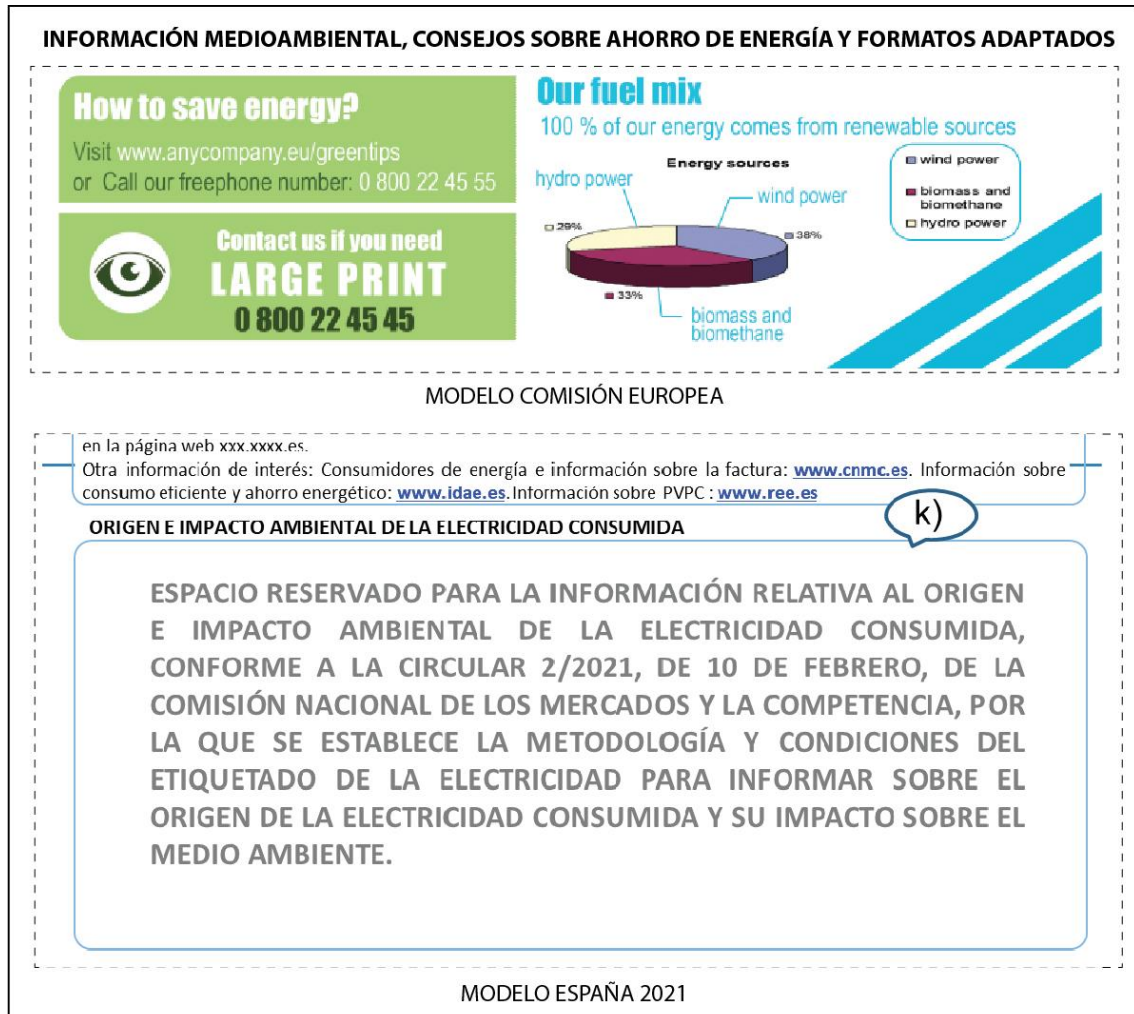 INFORMACIÓN MEDIOAMBIENTAL, CONSEJOS SOBRE AHORRO DE ENERGÍA Y FORMATOS ADAPTADOS
How to save energy?
Visit www.anycompany.eu/greentips
or Call our freephone number: 0 800 22 45 55
Contact us if you need
LARGE PRINT
0 800 22 45 45
Our fuel mix
100 % of our energy comes from renewable sources
Energy sources
hydro power
wind power
29%
38%
33%
biomass and
biomethane
wind power
biomass and
biomethane
hydro power
MODELO COMISIÓN EUROPEA
en la página web xxx.xxxx.es.
Otra información de interés: Consumidores de energía e información sobre la factura: www.cnmc.es. Información sobre
consumo eficiente y ahorro energético: www.idae.es.Información sobre PVPC : www.ree.es
k)
ORIGEN E IMPACTO AMBIENTAL DE LA ELECTRICIDAD CONSUMIDA
ESPACIO RESERVADO PARA LA INFORMACIÓN RELATIVA AL ORIGEN
E IMPACTO AMBIENTAL DE LA ELECTRICIDAD CONSUMIDA,
CONFORME A LA CIRCULAR 2/2021, DE 10 DE FEBRERO, DE LA
COMISIÓN NACIONAL DE LOS MERCADOS Y LA COMPETENCIA, POR
LA QUE SE ESTABLECE LA METODOLOGÍA Y CONDICIONES DEL
ETIQUETADO DE LA ELECTRICIDAD PARA INFORMAR SOBRE EL
ORIGEN DE LA ELECTRICIDAD CONSUMIDA Y SU IMPACTO SOBRE EL
MEDIO AMBIENTE.
MODELO ESPAÑA 2021